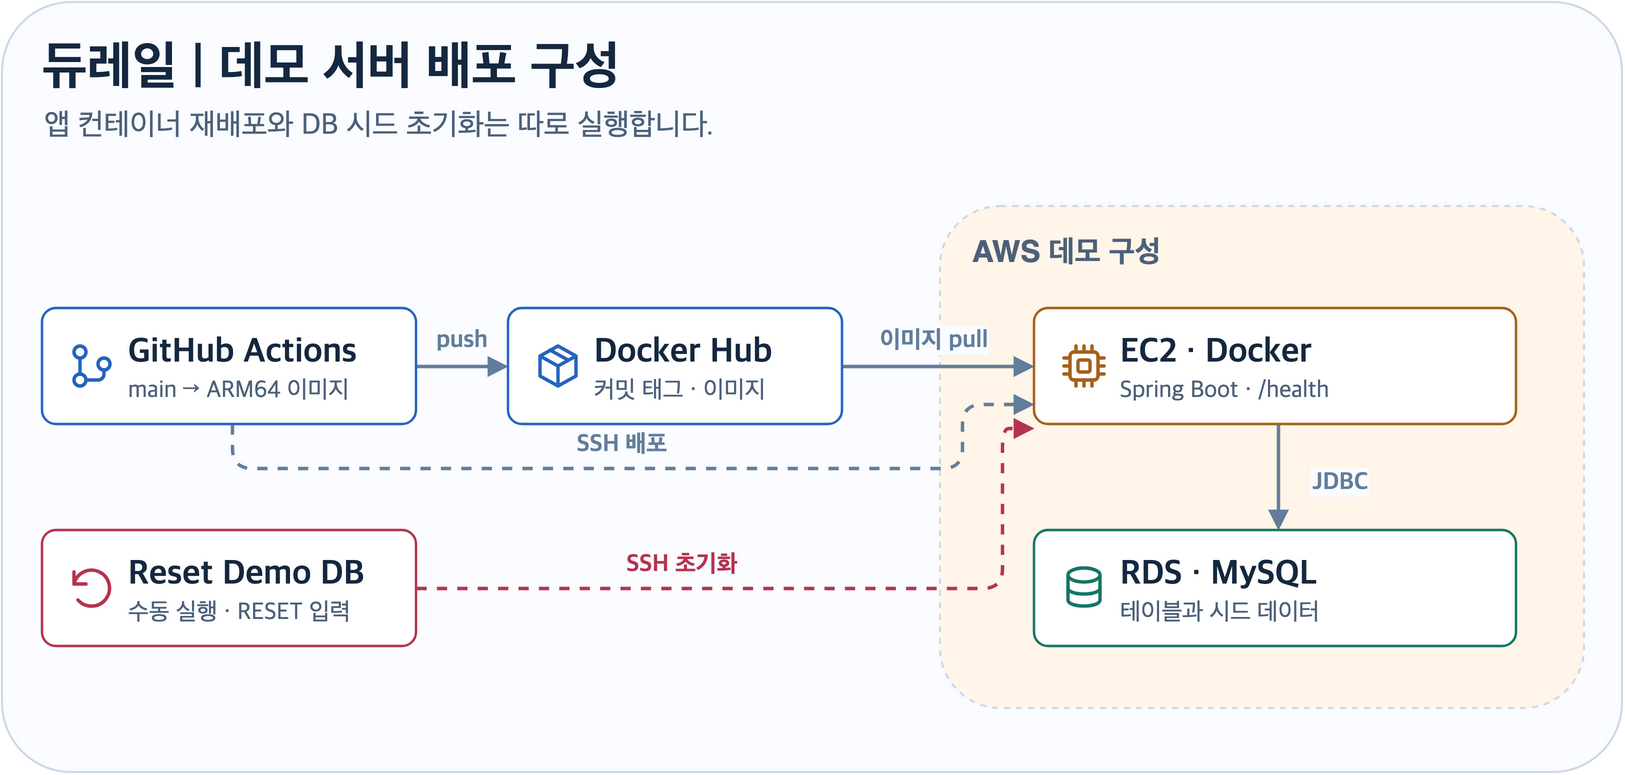 듀레일 | 데모 서버 배포 구성
앱 컨테이너 재배포와 DB 시드 초기화는 따로 실행합니다.
AWS 데모 구성
GitHub Actions
main → ARM64 이미지
push
Docker Hub
커밋 태그 · 이미지
이미지 pull
EC2 · Docker
Spring Boot · /health
SSH 배포
JDBC
Reset Demo DB
수동 실행 · RESET 입력
SSH 초기화
RDS · MySQL
테이블과 시드 데이터